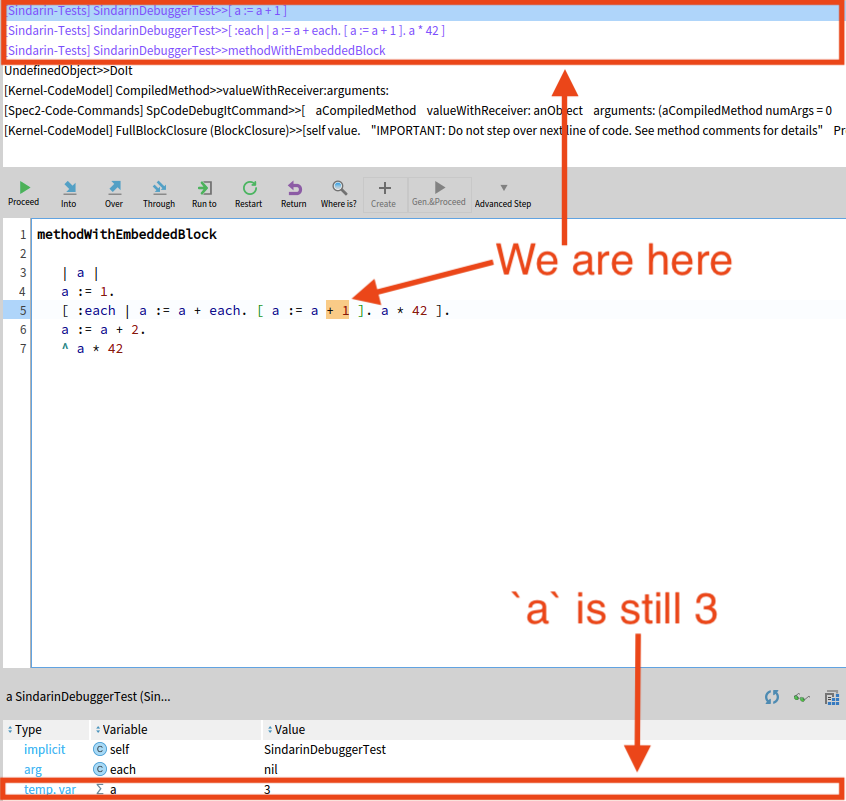 [Sindarin-Tests] SindarinDebuggerTest>>[ a := a + 1 ]
[Sindarin-Tests] SindarinDebuggerTest>>[ :each | a := a + each. [ a := a + 1 ]. a * 42 ]
[Sindarin-Tests] SindarinDebuggerTest>>methodWithEmbeddedBlock
UndefinedObject>>DoIt
[Kernel-CodeModel] CompiledMethod>>valueWithReceiver:arguments:
[Spec2-Code-Commands] SpCodeDebugItCommand>>[ aCompiledMethod valueWithReceiver: anObject arguments: (aCompiledMethod numArgs = 0
[Kernel-CodeModel] FullBlockClosure (BlockClosure)>>[self value. "IMPORTANT: Do not step over next line of code. See method comments for details" Pr
Proceed Into Over Through Run to Restart Return Where is? Create Gen.&Proceed Advanced Step
1 methodWithEmbeddedBlock
2
We are here
3 | a |
4 a := 1.
5 [ :each | a := a + each. [ a := a + 1 ]. a * 42 ].
6 a := a + 2.
7 ^ a * 42
`a` is still 3
a SindarinDebuggerTest (Sin...
Type Variable Value
implicit C self SindarinDebuggerTest
arg C each nil
temp. var Σ a 3